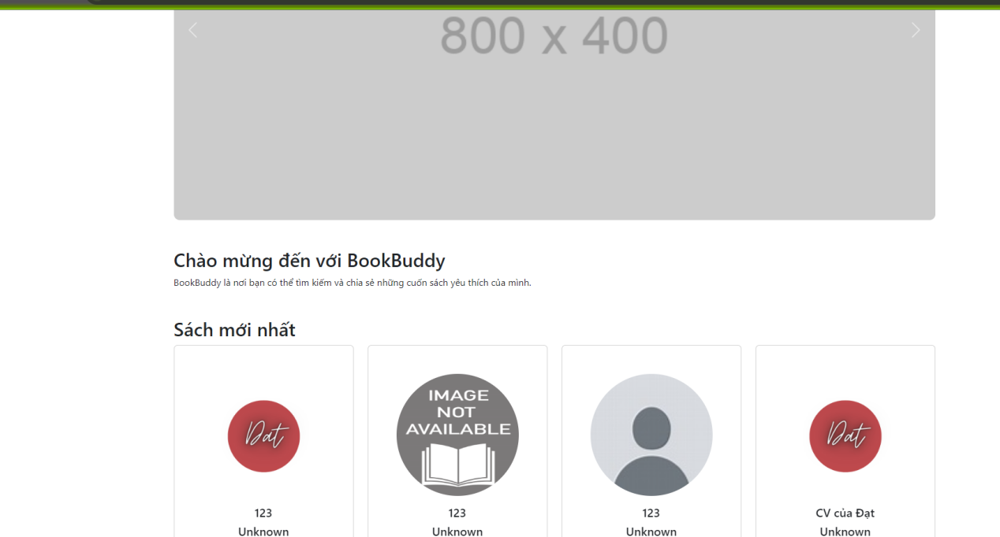 800 x 400
Chào mừng đến với BookBuddy
BookBuddy là nơi bạn có thể tìm kiếm và chia sẻ những cuốn sách yêu thích của mình.
Sách mới nhất
Dat
IMAGE
NOT
AVAILABLE
Dat
123
123
123
CV của Đạt
Unknown
Unknown
Unknown
Unknown